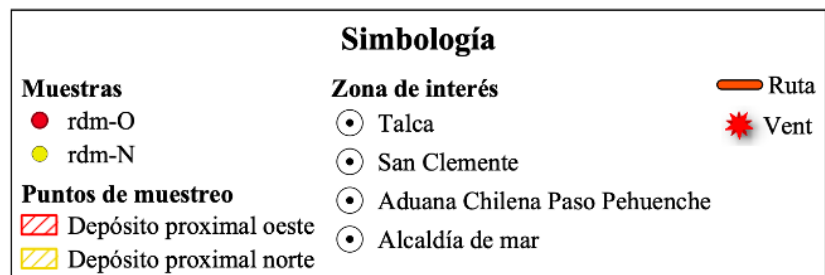 Simbología
Muestras
rdm-O
rdm-N
Puntos de muestreo
Depósito proximal oeste
Depósito proximal norte
Zona de interés
Talca
San Clemente
Aduana Chilena Paso Pehuenche
Alcaldía de mar
Ruta
Vent